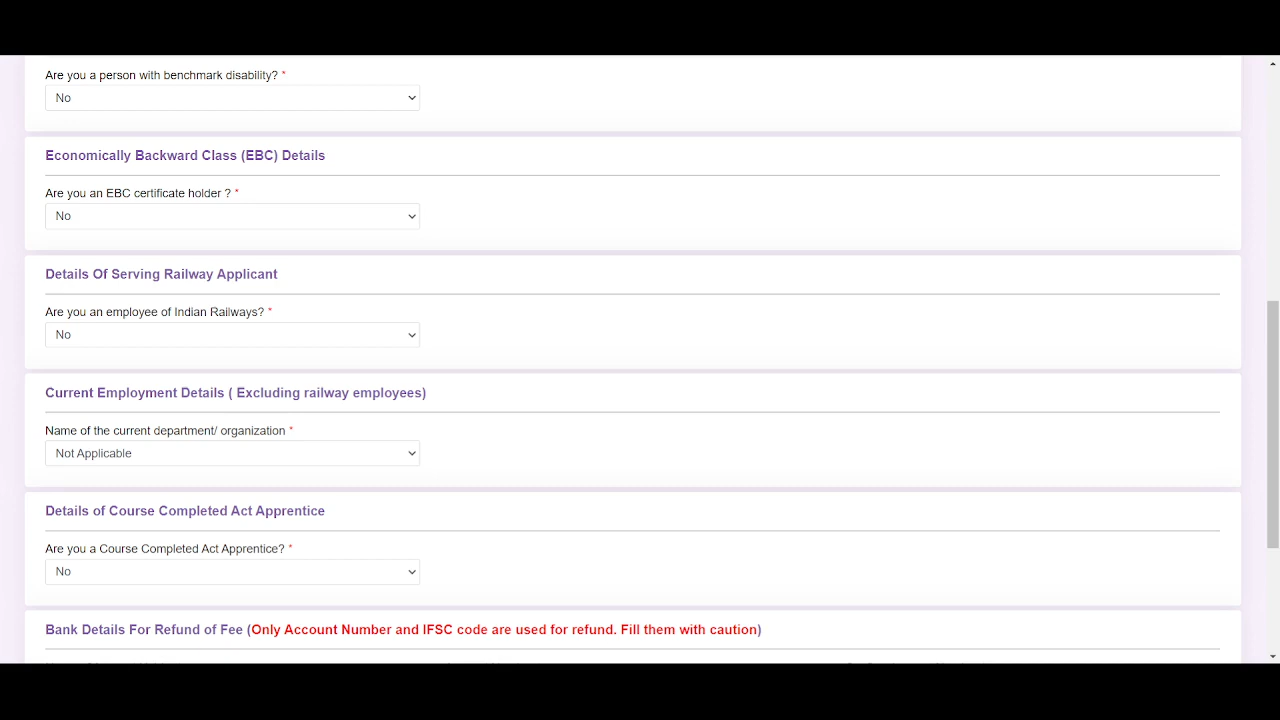 Are you a person with benchmark disability? *
No
Economically Backward Class (EBC) Details
Are you an EBC certificate holder ? *
No
Details Of Serving Railway Applicant
Are you an employee of Indian Railways? *
No
Current Employment Details ( Excluding railway employees)
Name of the current department/ organization *
Not Applicable
Details of Course Completed Act Apprentice
Are you a Course Completed Act Apprentice? *
No
Bank Details For Refund of Fee (Only Account Number and IFSC code are used for refund. Fill them with caution)